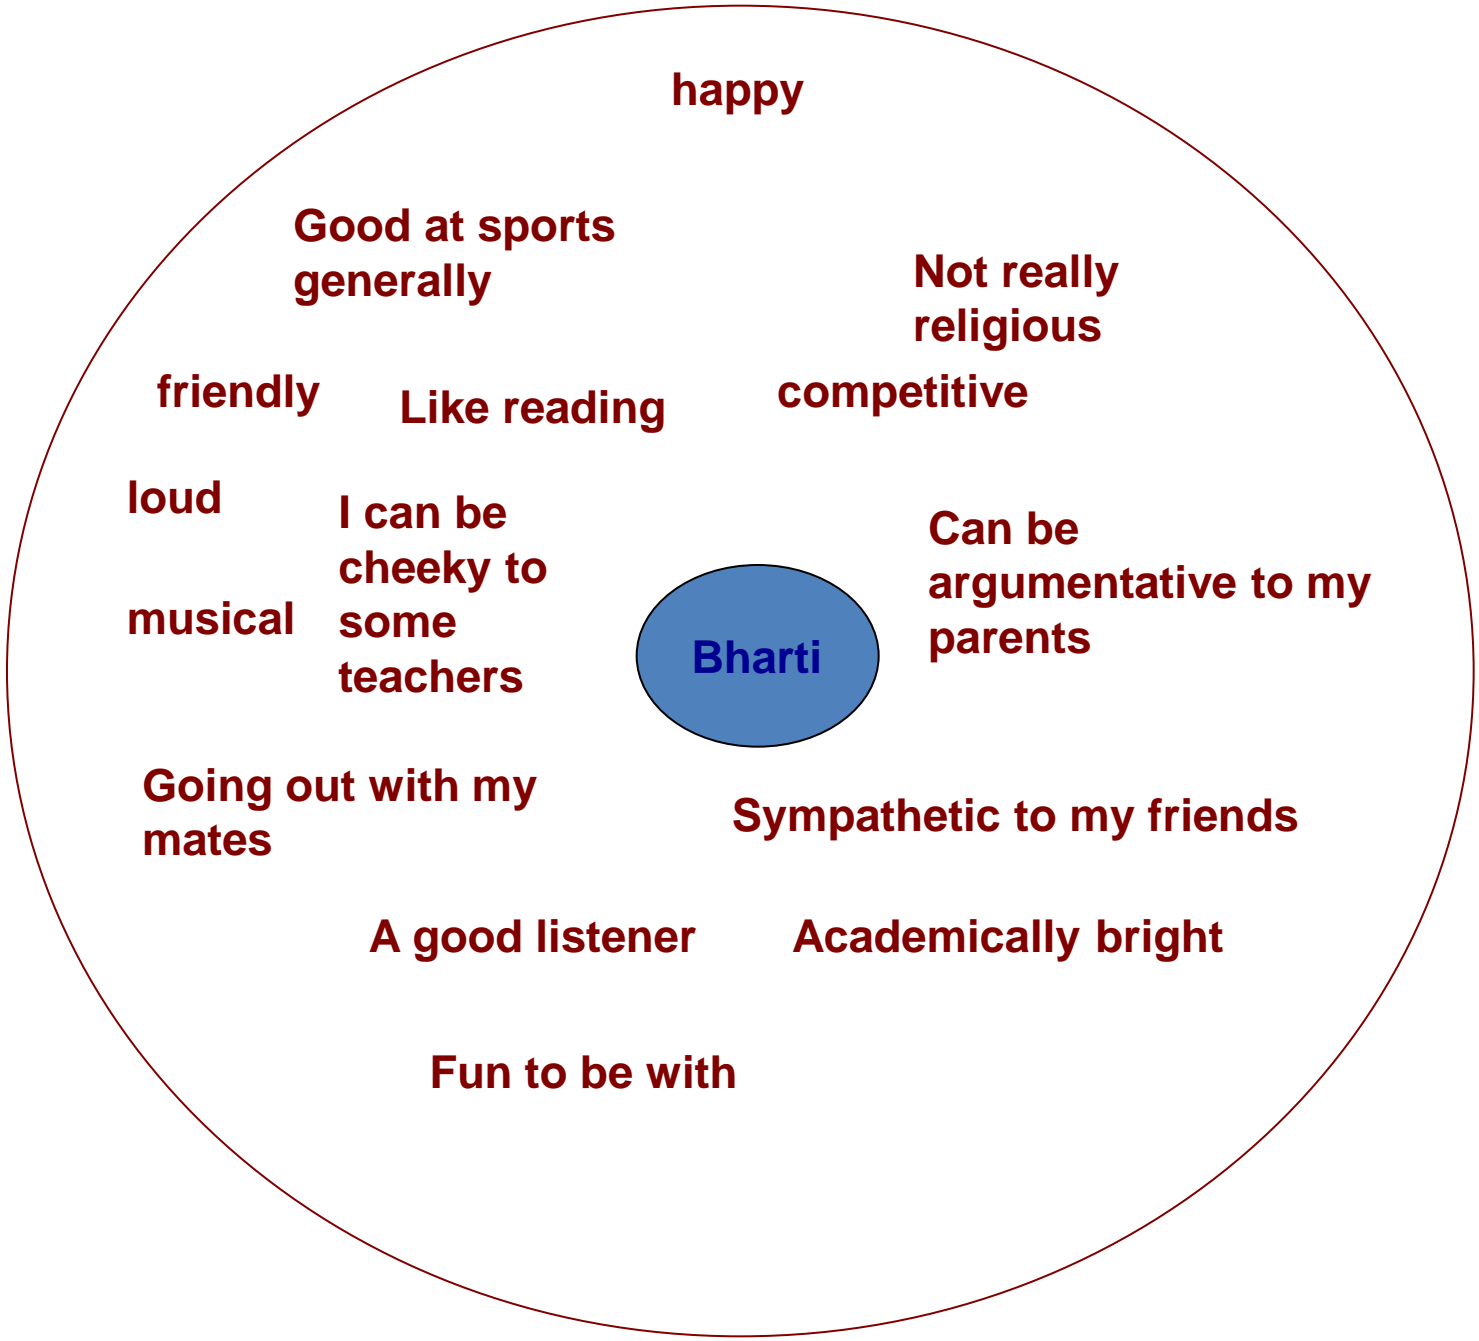 happy
Good at sports
generally
Not really
religious
friendly
Like reading
competitive
loud
I can be
cheeky to
some
teachers
musical
Can be
argumentative to my
parents
Bharti
Going out with my
mates
Sympathetic to my friends
A good listener
Academically bright
Fun to be with